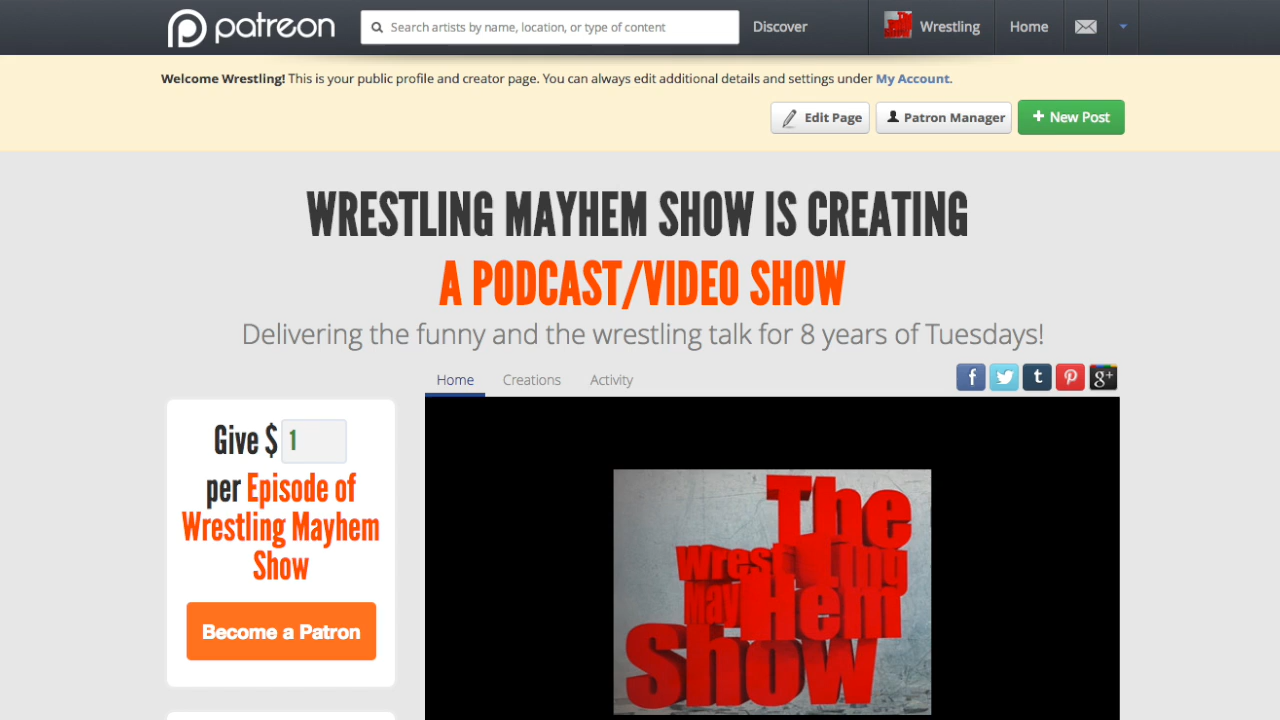 patreon
Search artists by name, location, or type of content
Discover
Wrestling
Home
Welcome Wrestling! This is your public profile and creator page. You can always edit additional details and settings under My Account.
Edit Page
Patron Manager
+ New Post
WRESTLING MAYHEM SHOW IS CREATING
A PODCAST/VIDEO SHOW
Delivering the funny and the wrestling talk for 8 years of Tuesdays!
Home
Creations
Activity
f
t
g+
Give $ 1
per Episode of
Wrestling Mayhem
Show
Become a Patron
The
Wrestling
MayHem
Show